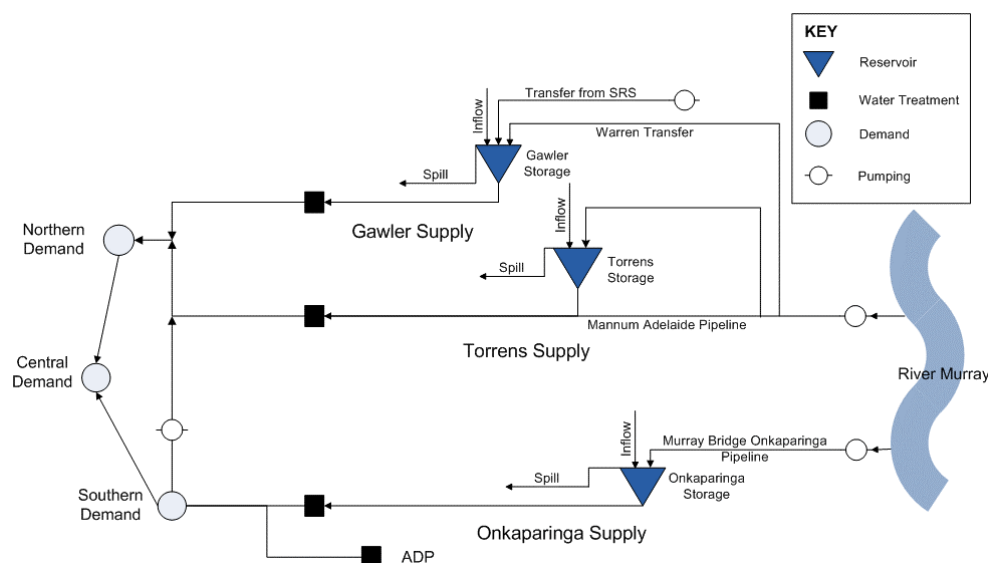 KEY
Reservoir
Water Treatment
Demand
Pumping
Transfer from SRS
Inflow
Warren Transfer
Gawler
Storage
Spill
Gawler Supply
Northern
Demand
Inflow
Torrens
Storage
Spill
Mannum Adelaide Pipeline
Torrens Supply
Central
Demand
River Murray
Inflow
Murray Bridge Onkaparinga
Pipeline
Onkaparinga
Storage
Spill
Southern
Demand
Onkaparinga Supply
ADP